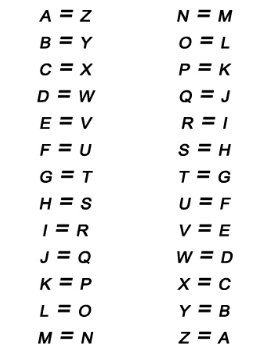 A = Z
B = Y
C = X
D = W
E = V
F = U
G = T
H = S
I = R
J = Q
K = P
L = O
M = N
N = M
O = L
P = K
Q = J
R = I
S = H
T = G
U = F
V = E
W = D
X = C
Y = B
Z = A